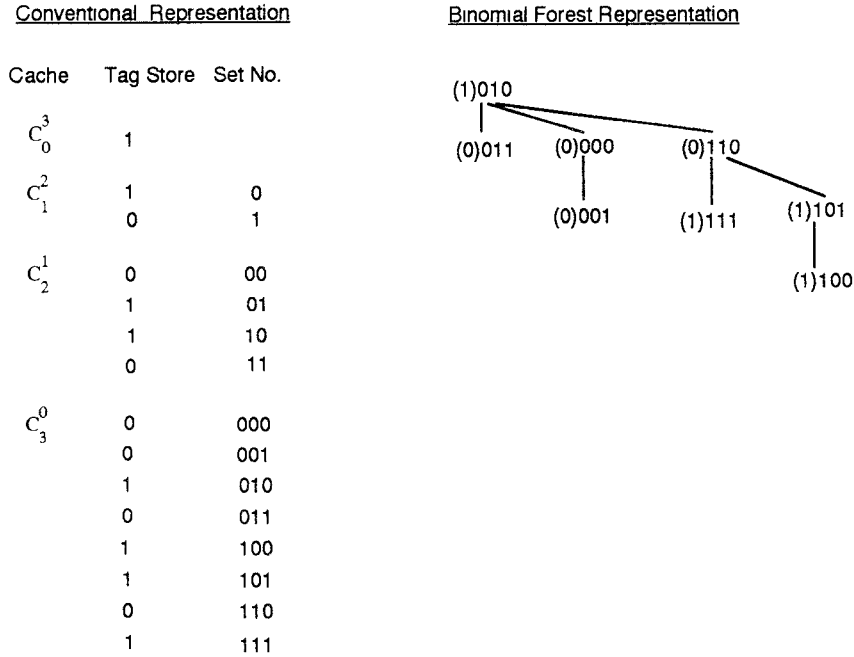 Conventional Representation
Cache Tag Store Set No.
C_0^3 1
C_1^2 1 0
0 1
C_2^1 0 00
1 01
1 10
0 11
C_3^0 0 000
0 001
1 010
0 011
1 100
1 101
0 110
1 111
Binomial Forest Representation
(1)010
(0)011 (0)000 (0)110
(0)001 (1)111 (1)101
(1)100